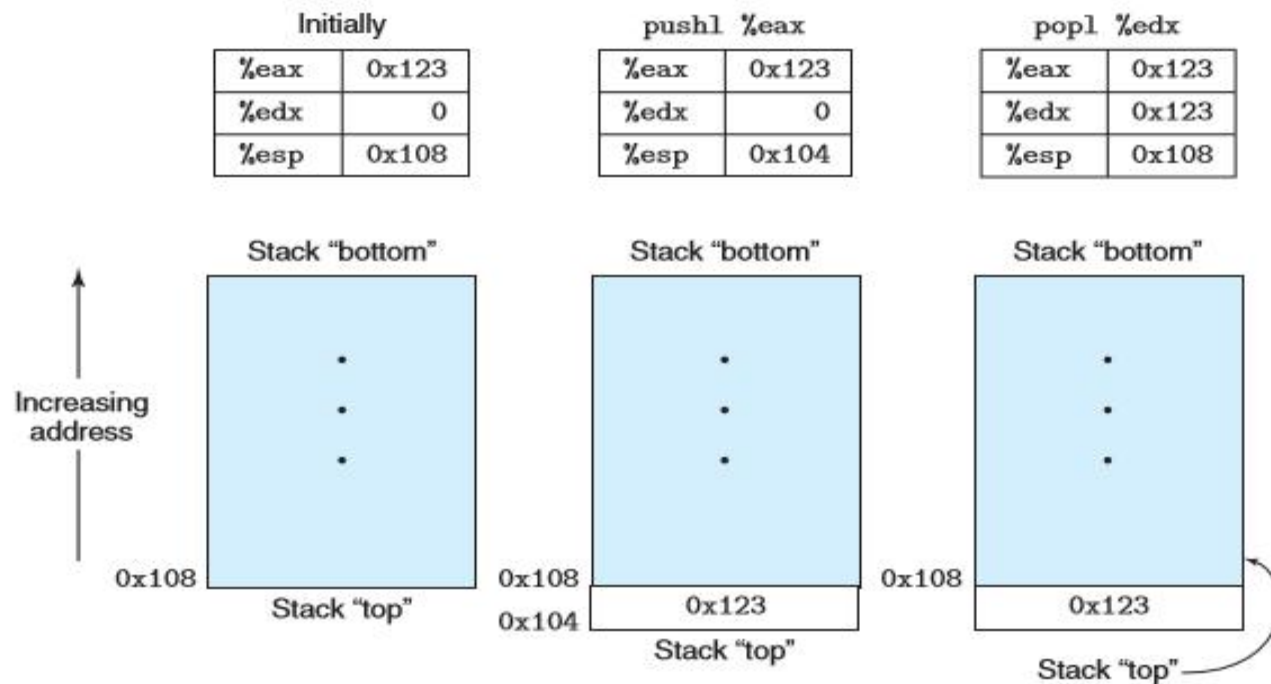 Initially
%eax 0x123
%edx 0
%esp 0x108
pushl %eax
%eax 0x123
%edx 0
%esp 0x104
popl %edx
%eax 0x123
%edx 0x123
%esp 0x108
Increasing
address
Stack “bottom”
0x108
Stack “top”
Stack “bottom”
0x108
0x123
0x104
Stack “top”
Stack “bottom”
0x108
0x123
Stack “top”